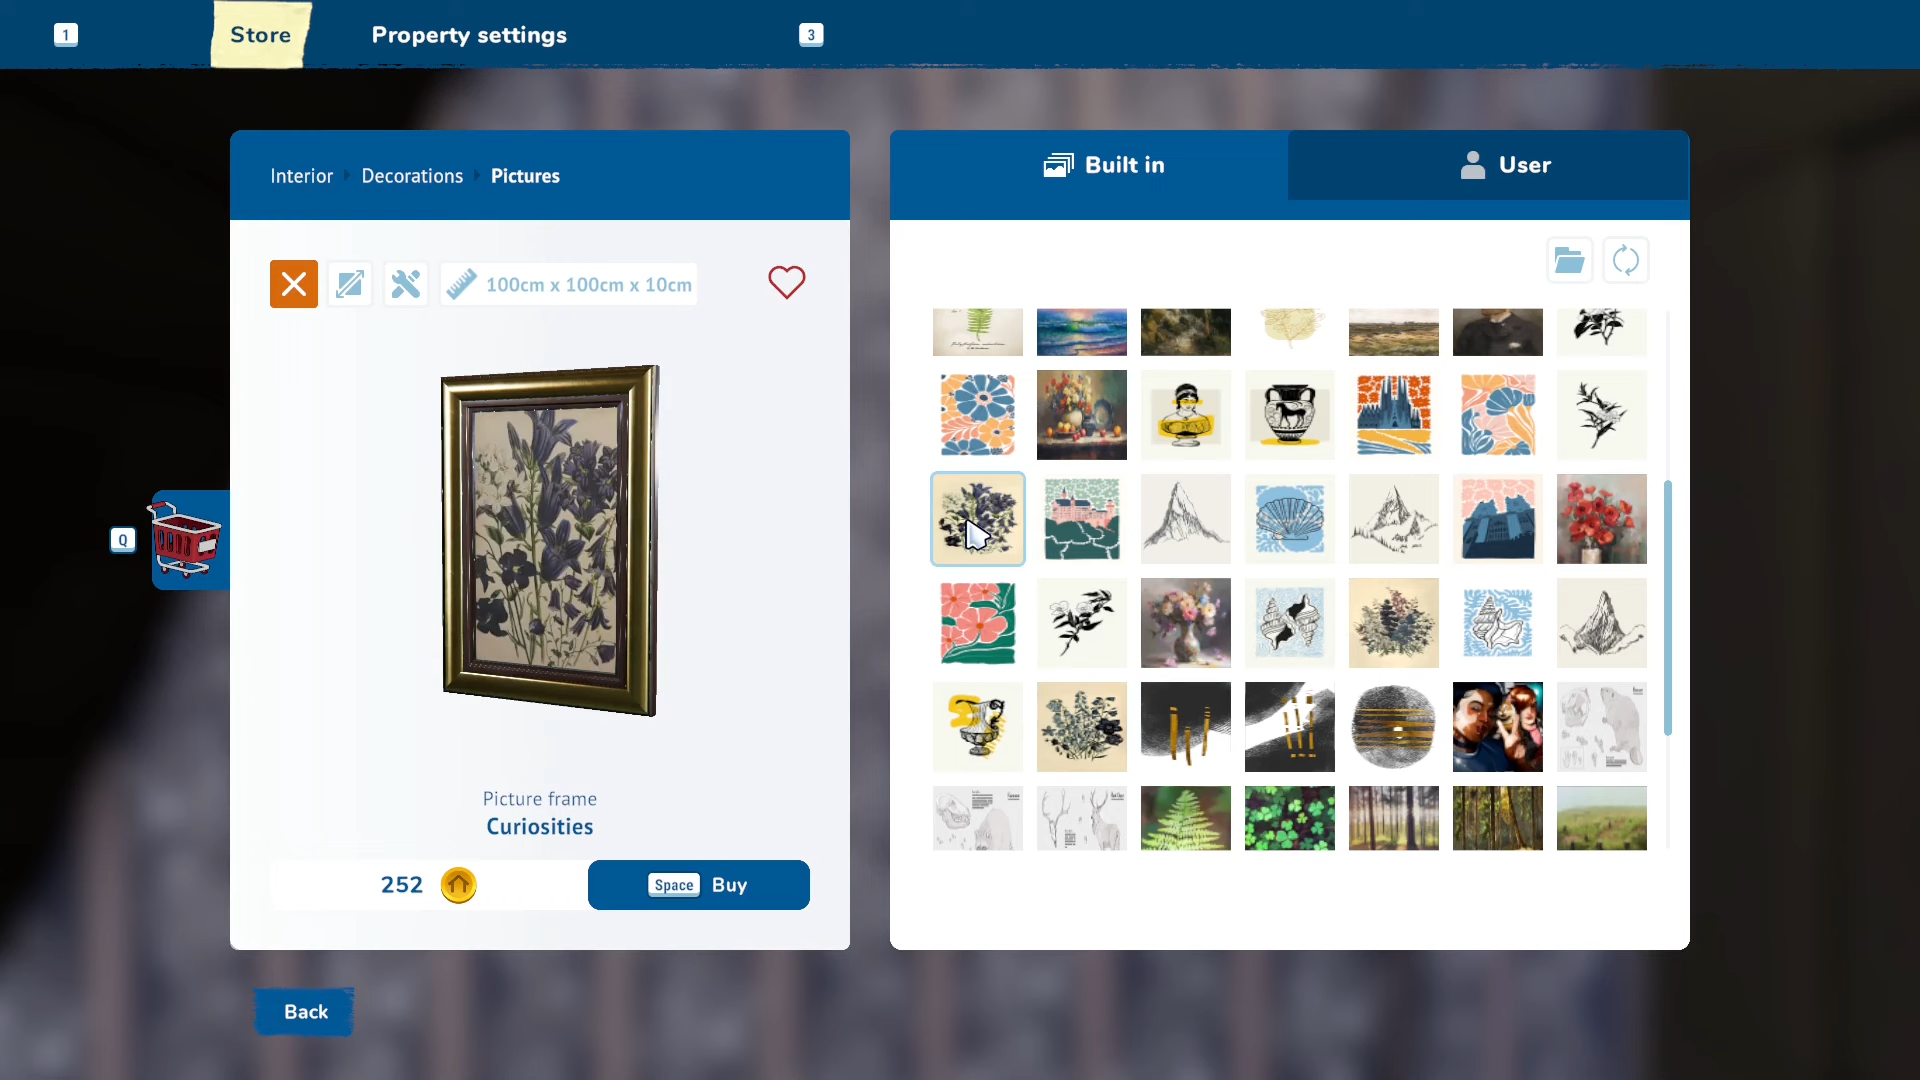 1
Store
Property settings
3
Interior
Decorations
Pictures
Built in
User
100cm x 100cm x 10cm
Q
Picture frame
Curiosities
252
Space
Buy
Back